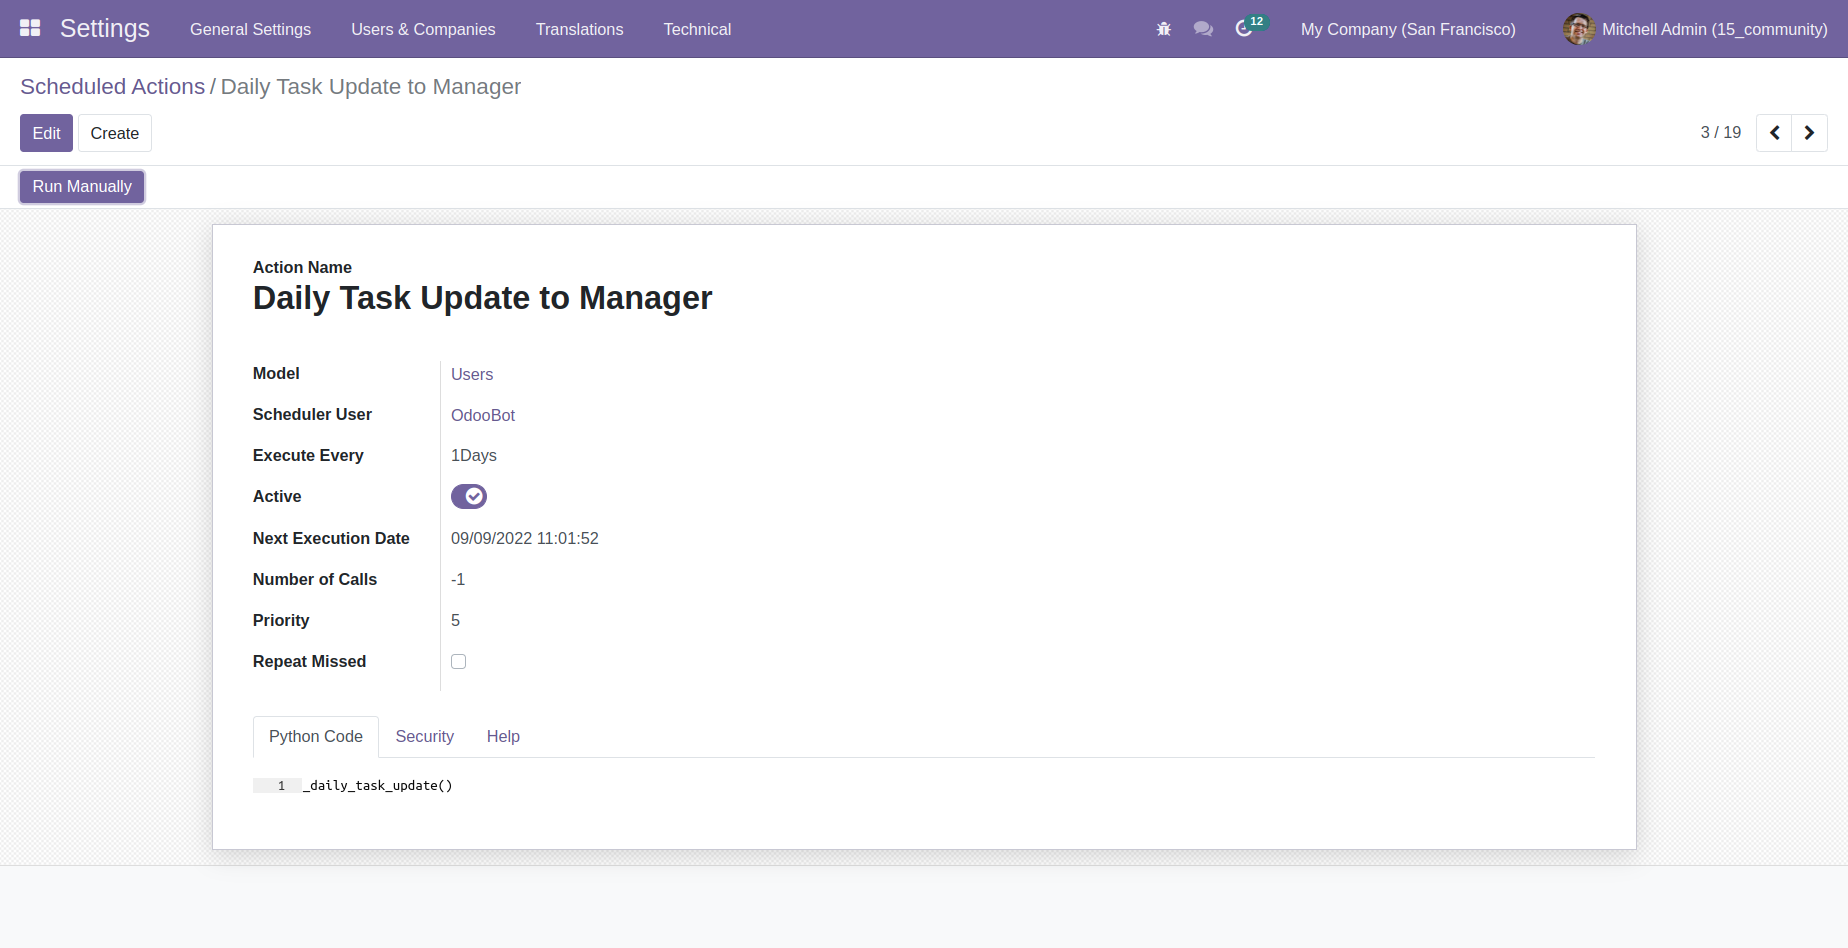 Settings General Settings Users & Companies Translations Technical 12 My Company (San Francisco) Mitchell Admin (15_community)
Scheduled Actions / Daily Task Update to Manager
Edit Create 3 / 19
Run Manually
Action Name
Daily Task Update to Manager
Model Users
Scheduler User OdooBot
Execute Every 1Days
Active
Next Execution Date 09/09/2022 11:01:52
Number of Calls -1
Priority 5
Repeat Missed
Python Code Security Help
1 _daily_task_update()